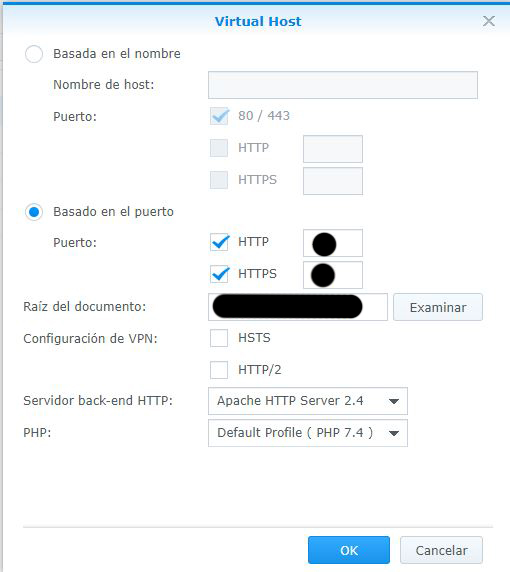 Virtual Host
Basada en el nombre
Nombre de host:
Puerto: 80 / 443
HTTP
HTTPS
Basado en el puerto
Puerto: HTTP
HTTPS
Raíz del documento: Examinar
Configuración de VPN: HSTS
HTTP/2
Servidor back-end HTTP: Apache HTTP Server 2.4
PHP: Default Profile ( PHP 7.4 )
OK Cancelar